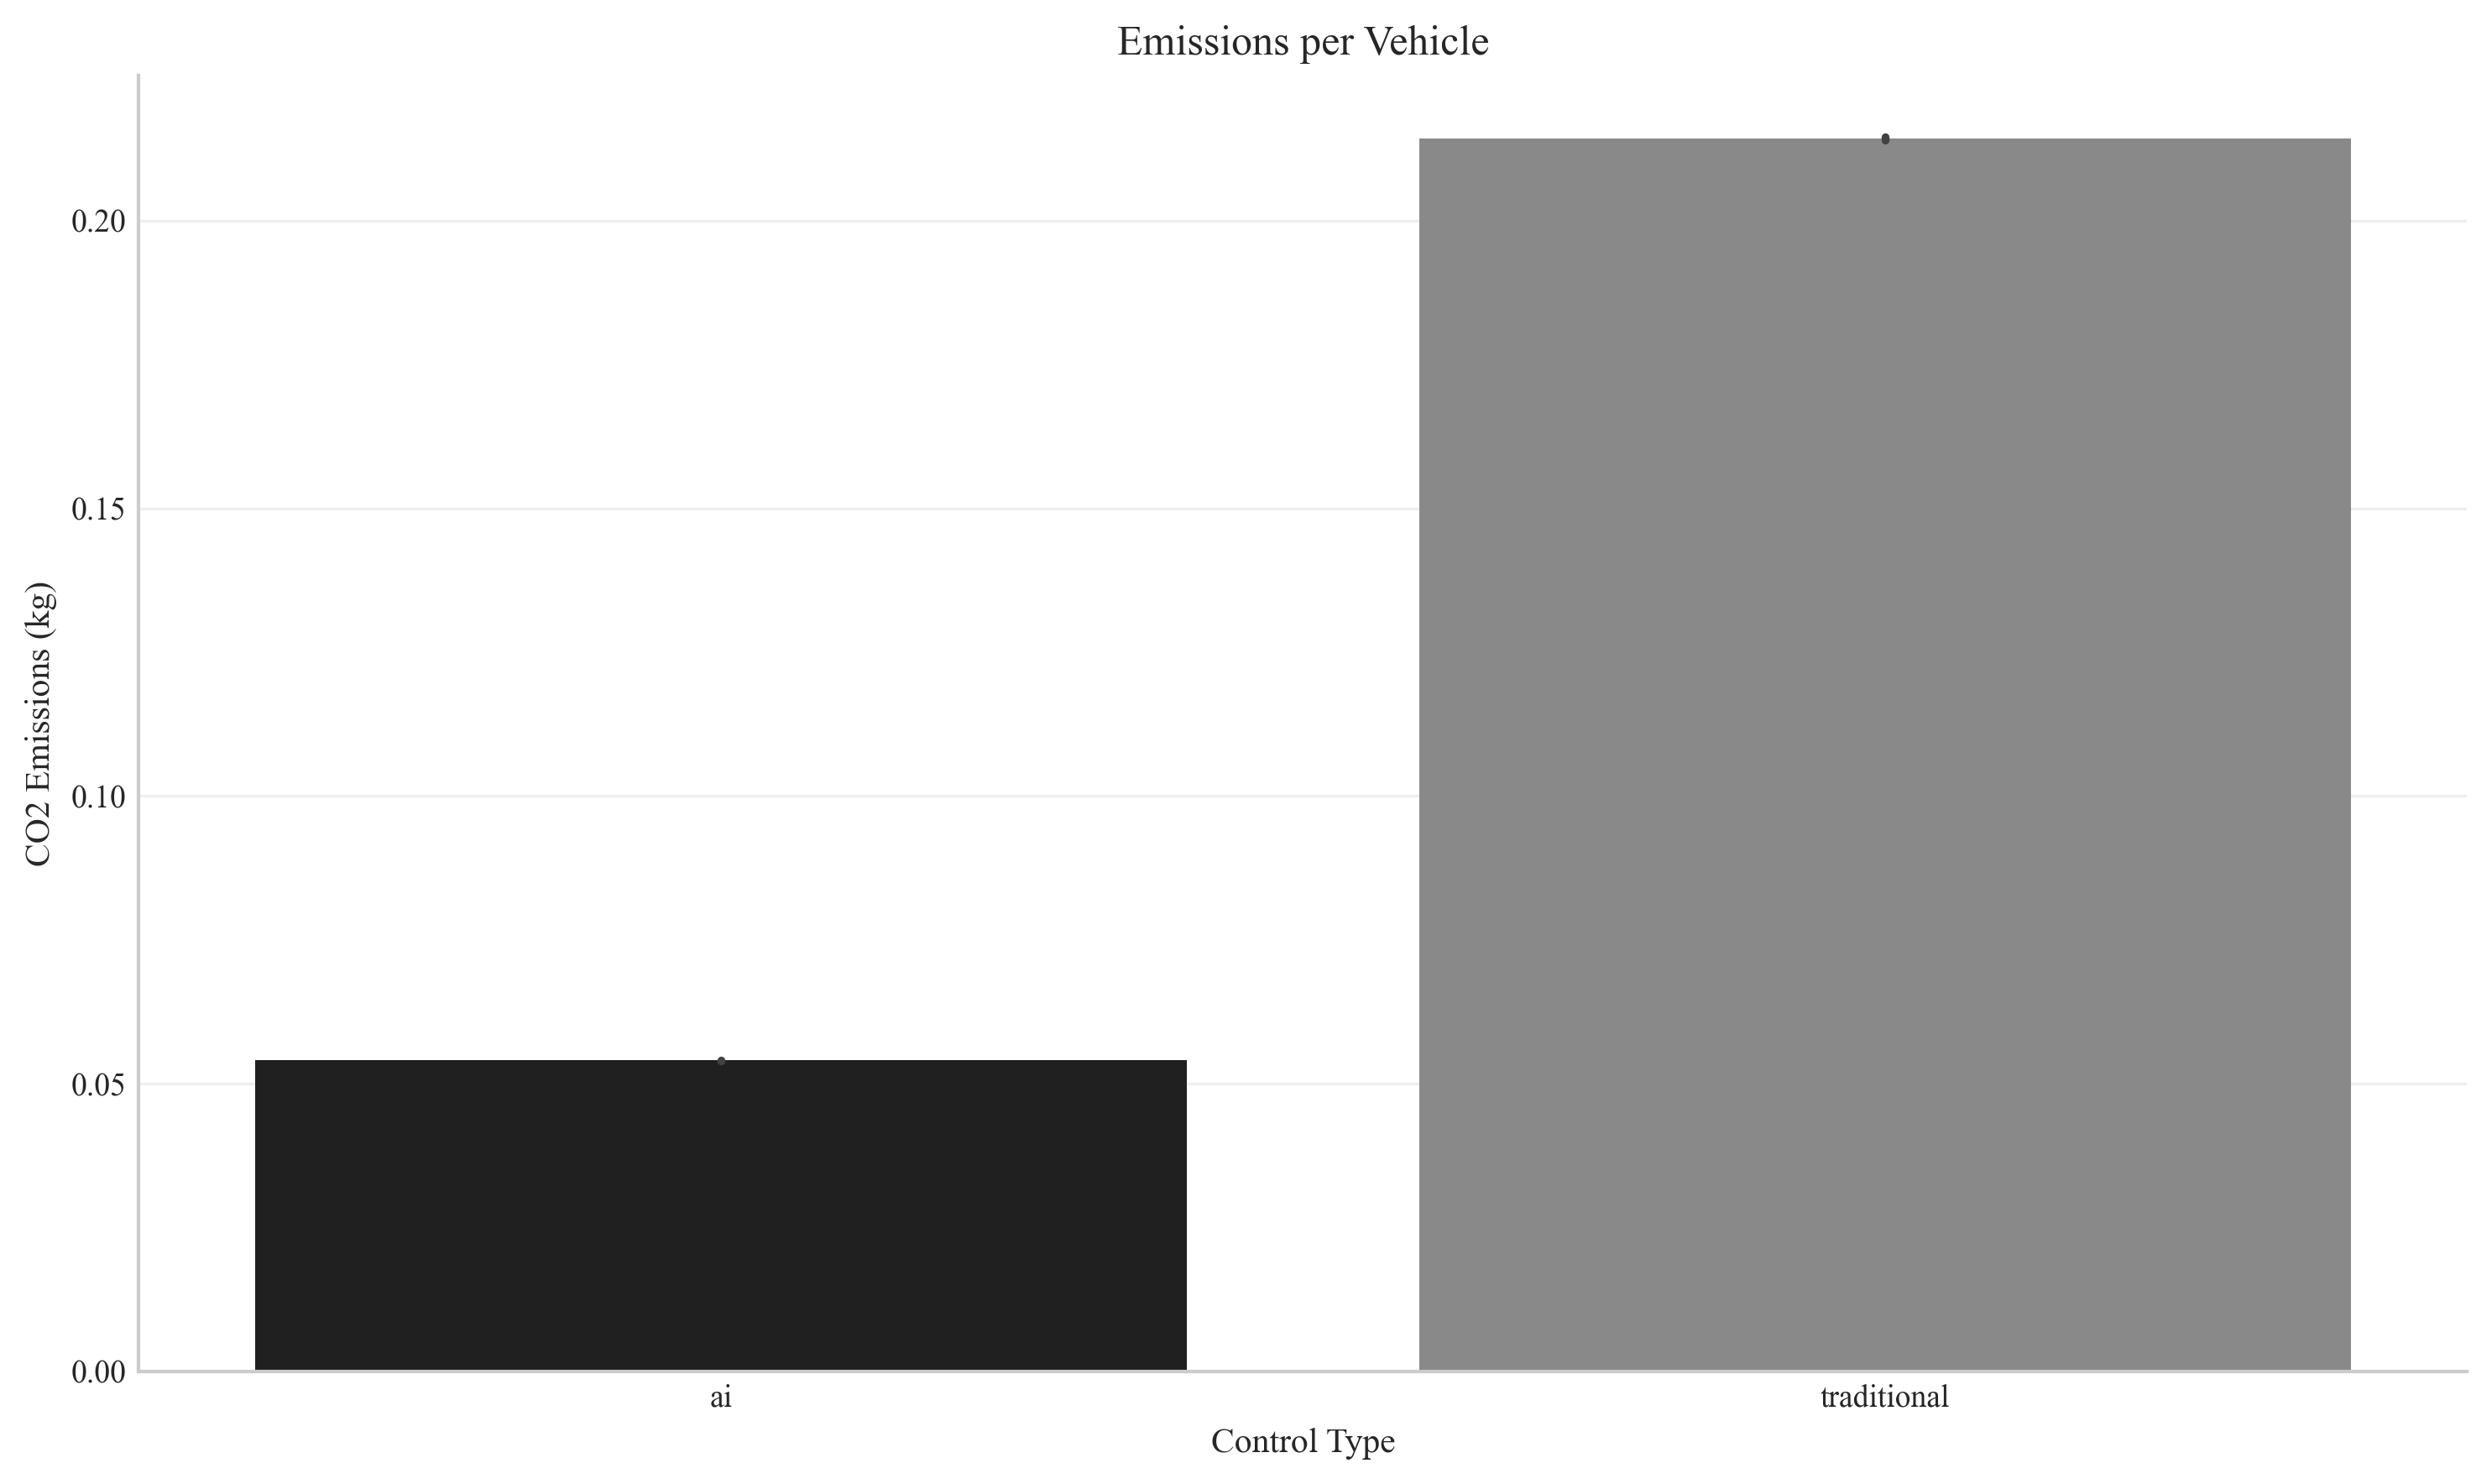 Emissions per Vehicle
CO2 Emissions (kg)
0.20
0.15
0.10
0.05
0.00
ai
traditional
Control Type